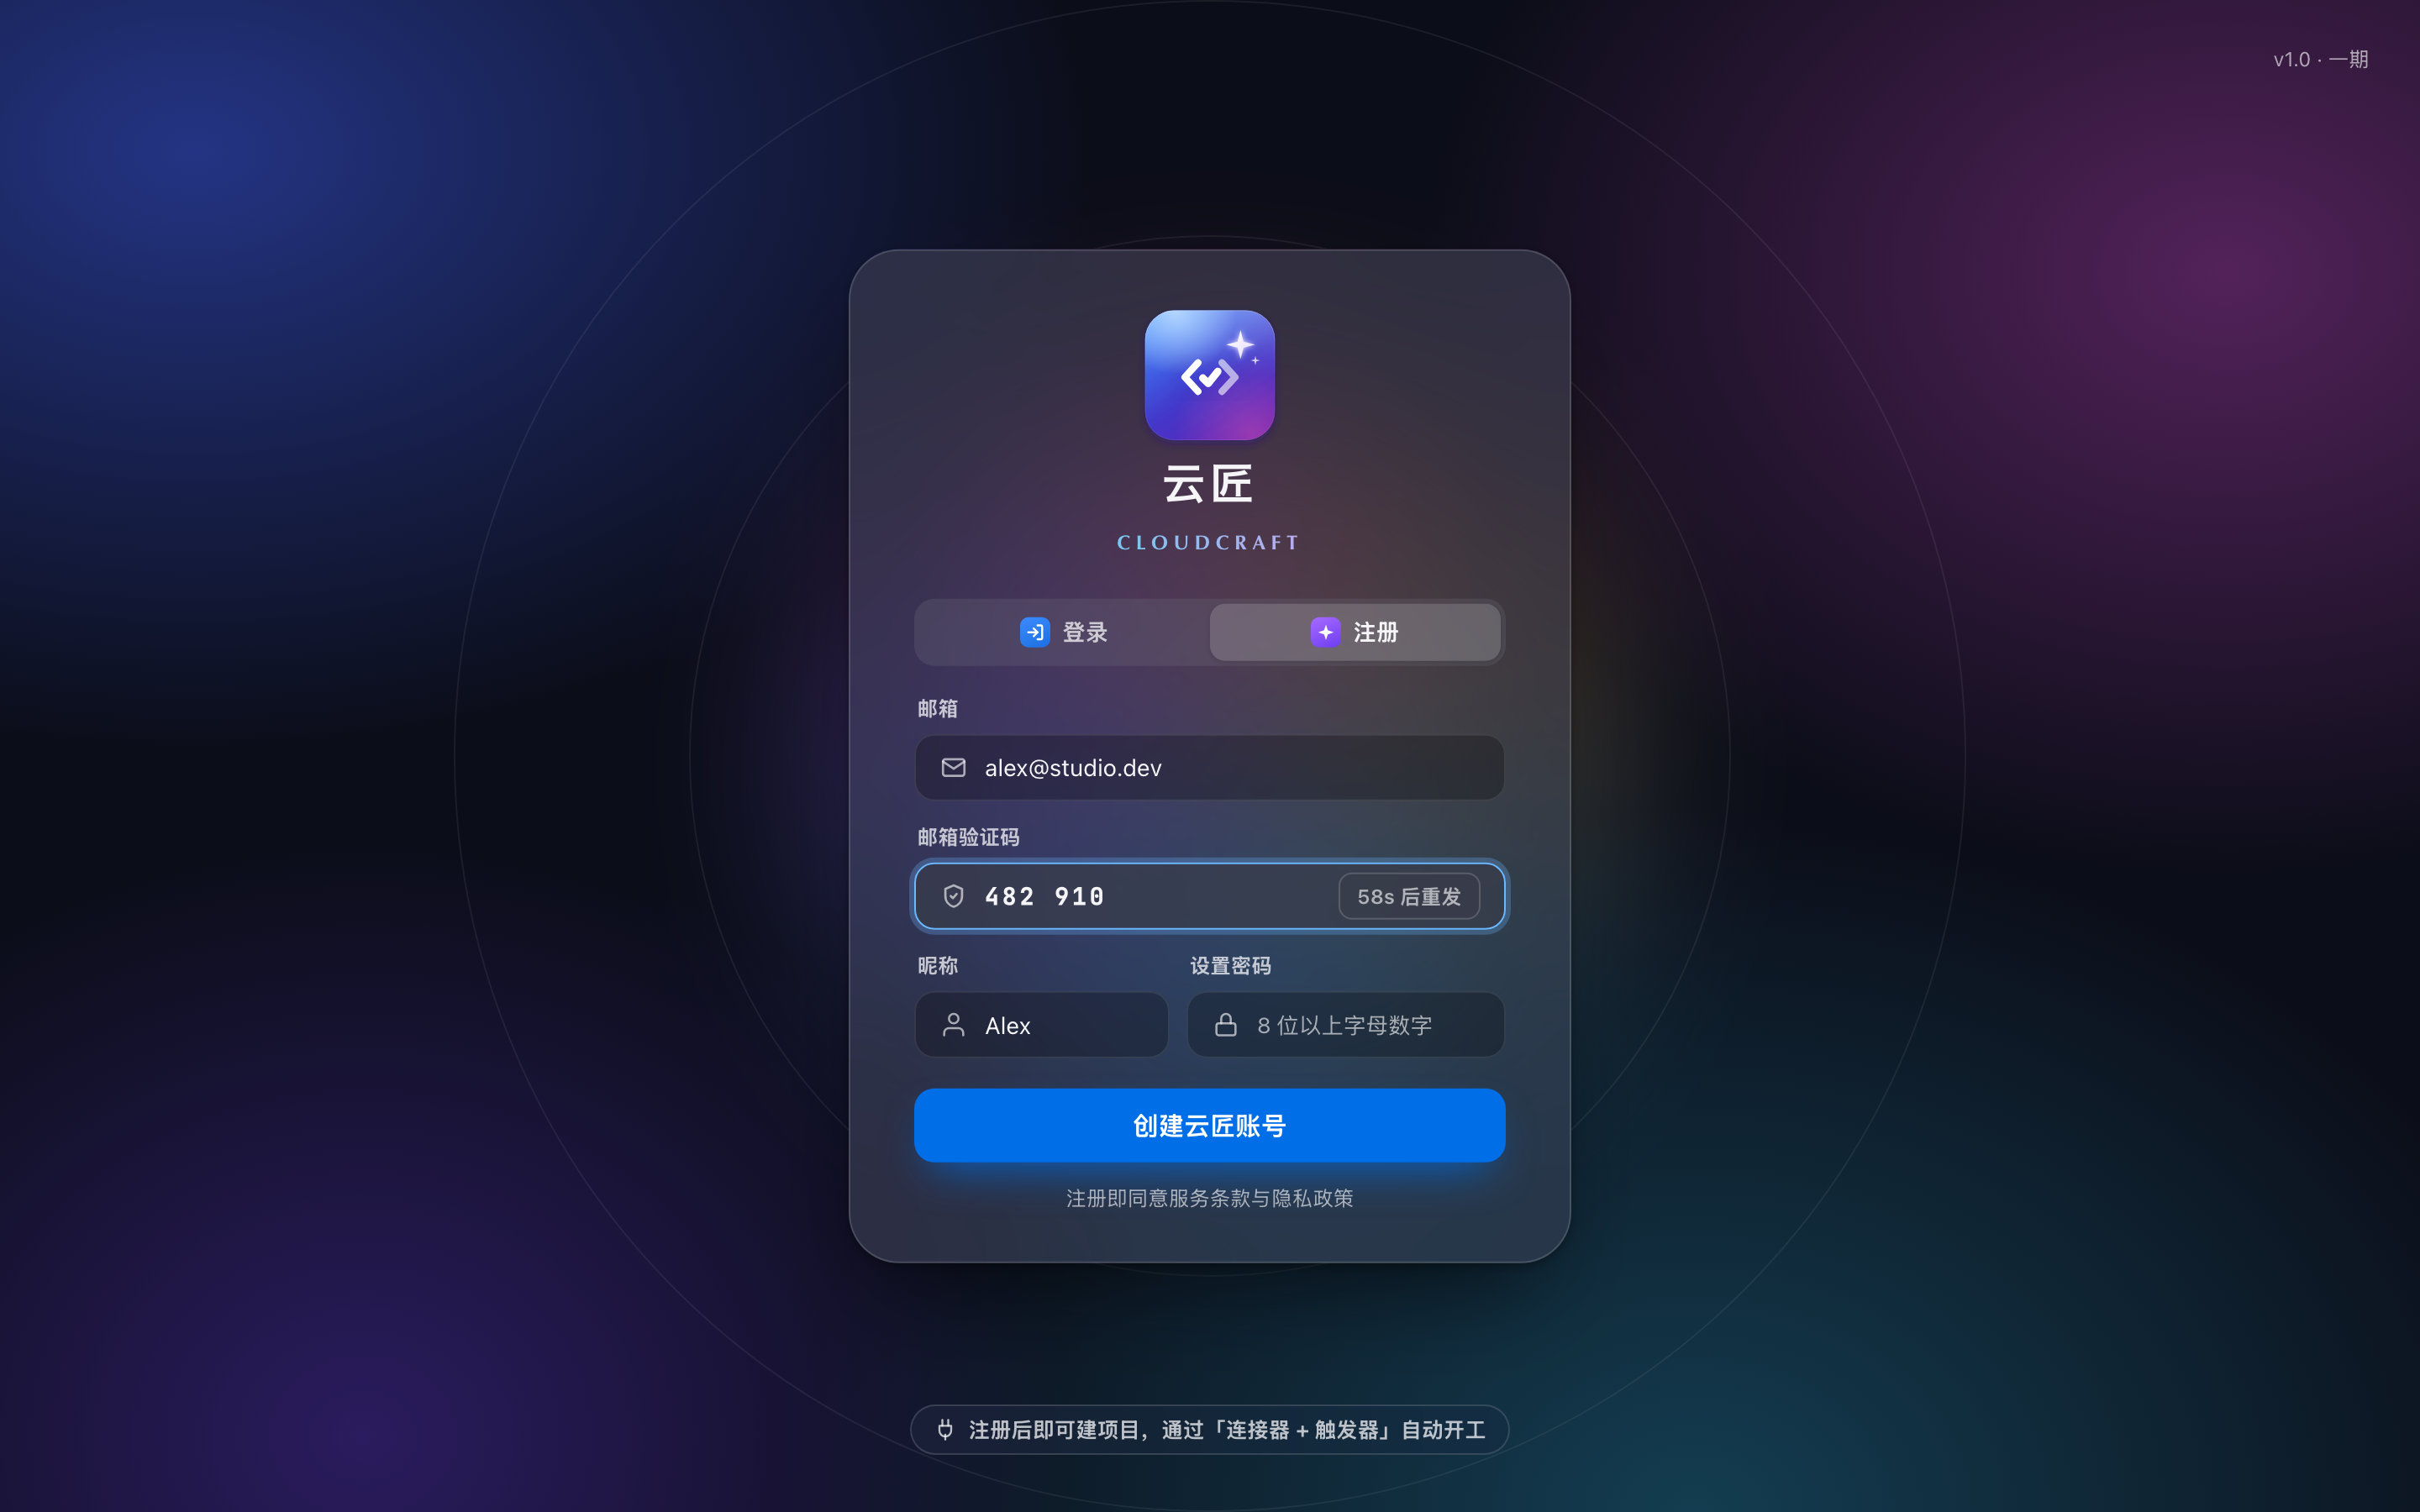 v1.0 · 一期
云匠
CLOUDCRAFT
登录 注册
邮箱
alex@studio.dev
邮箱验证码
482 910 58s 后重发
昵称 设置密码
Alex 8 位以上字母数字
创建云匠账号
注册即同意服务条款与隐私政策
注册后即可建项目，通过「连接器 + 触发器」自动开工